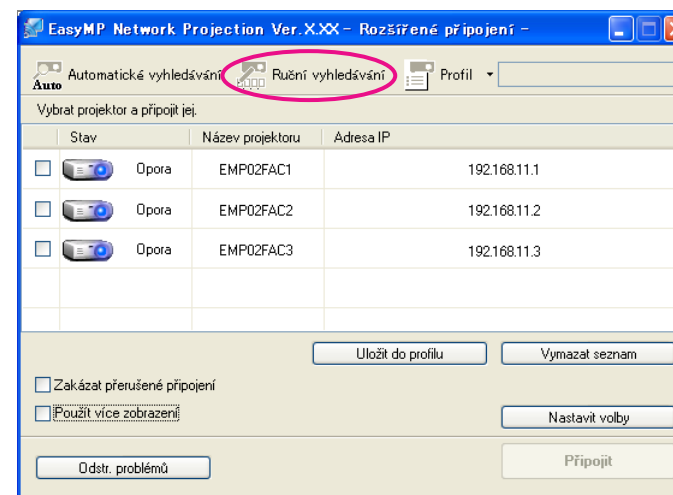 EasyMP Network Projection Ver.X.XX - Rozšířené připojení -
Auto Automatické vyhledávání Ruční vyhledávání Profil
Vybrat projektor a připojit jej.
Stav Název projektoru Adresa IP
Opora EMP02FAC1 192.168.11.1
Opora EMP02FAC2 192.168.11.2
Opora EMP02FAC3 192.168.11.3
Uložit do profilu Vymazat seznam
Zakázat přerušené připojení
Použít více zobrazení
Nastavit volby
Odstr. problémů Připojit